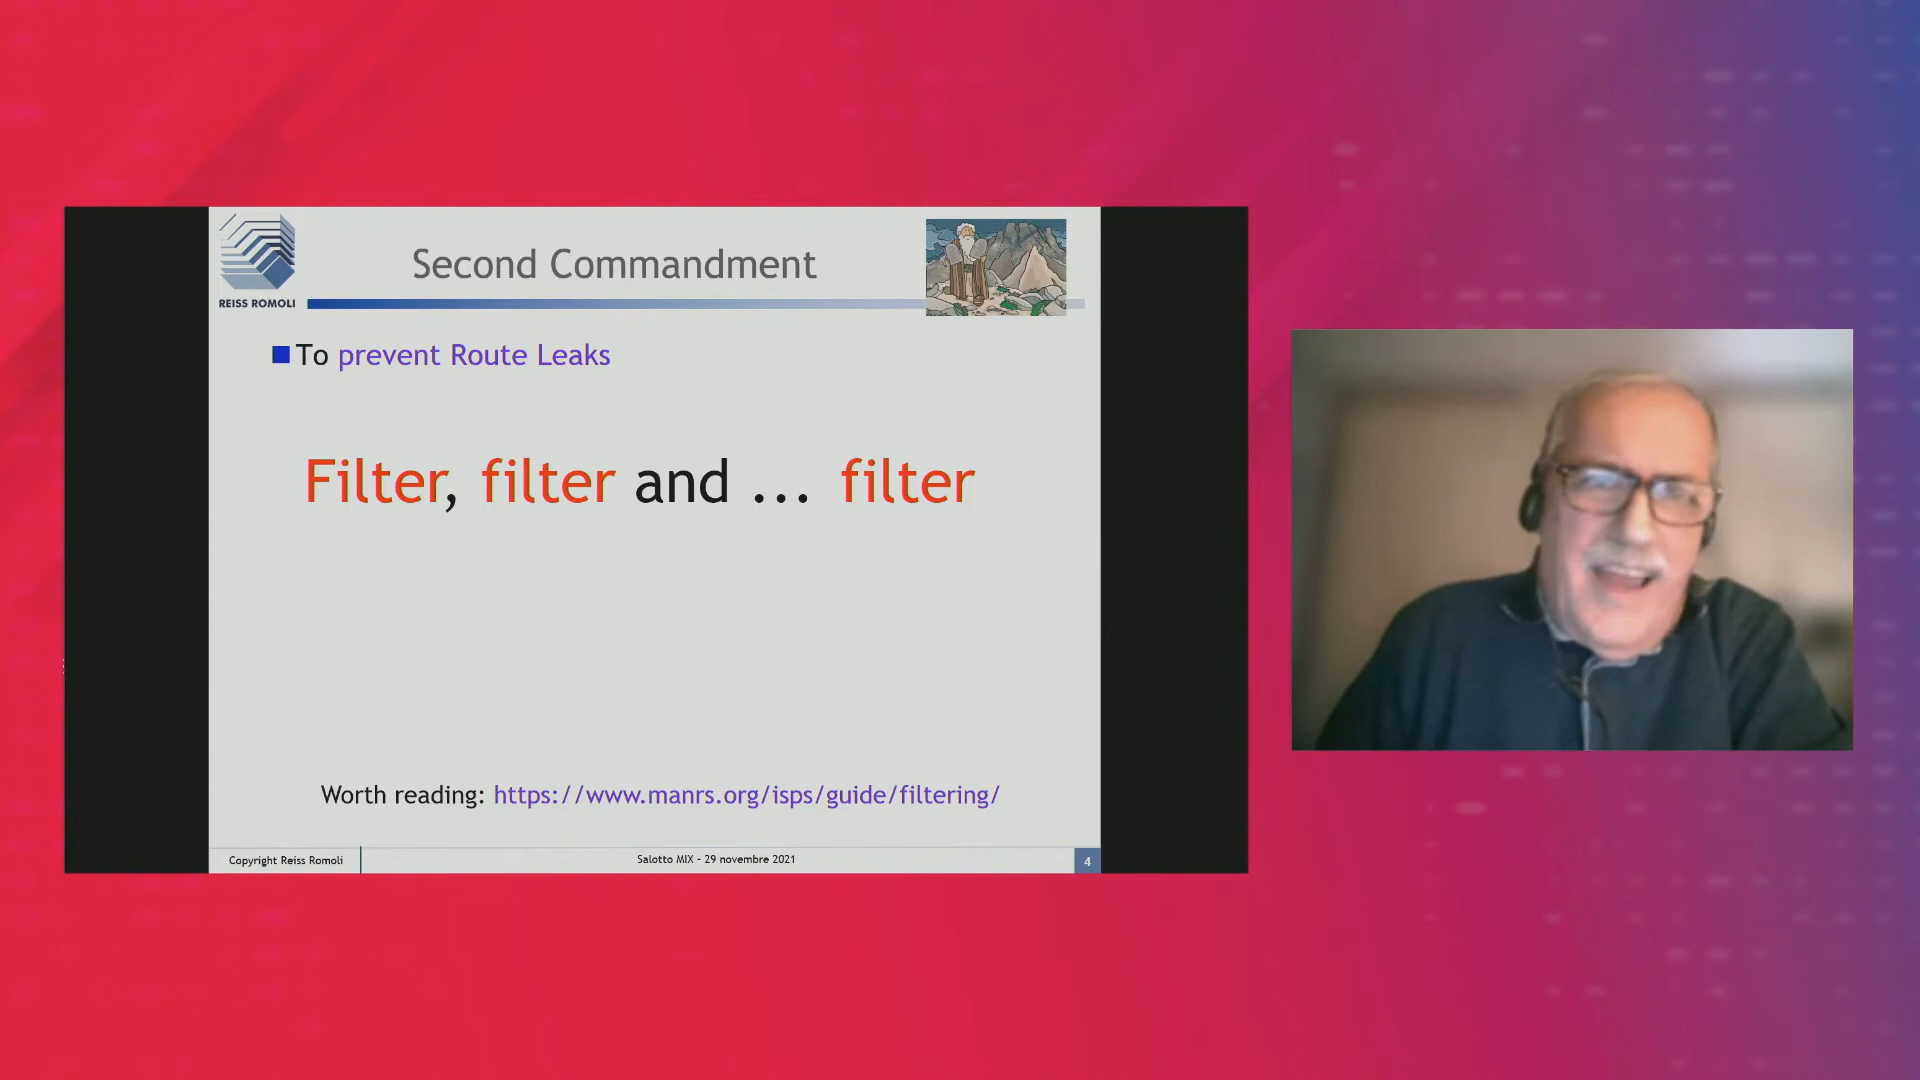 REISS ROMOLI
Second Commandment
To prevent Route Leaks
Filter, filter and ... filter
Worth reading: https://www.manrs.org/isps/guide/filtering/
Copyright Reiss Romoli
Salotto MIX - 29 novembre 2021
4